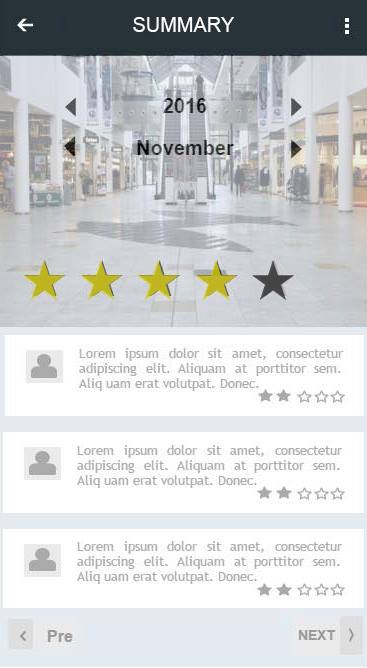 SUMMARY
2016
November
Lorem ipsum dolor sit amet, consectetur
adipiscing elit. Aliquam at porttitor sem.
Aliq uam erat volutpat. Donec.
Lorem ipsum dolor sit amet, consectetur
adipiscing elit. Aliquam at porttitor sem.
Aliq uam erat volutpat. Donec.
Lorem ipsum dolor sit amet, consectetur
adipiscing elit. Aliquam at porttitor sem.
Aliq uam erat volutpat. Donec.
Pre NEXT